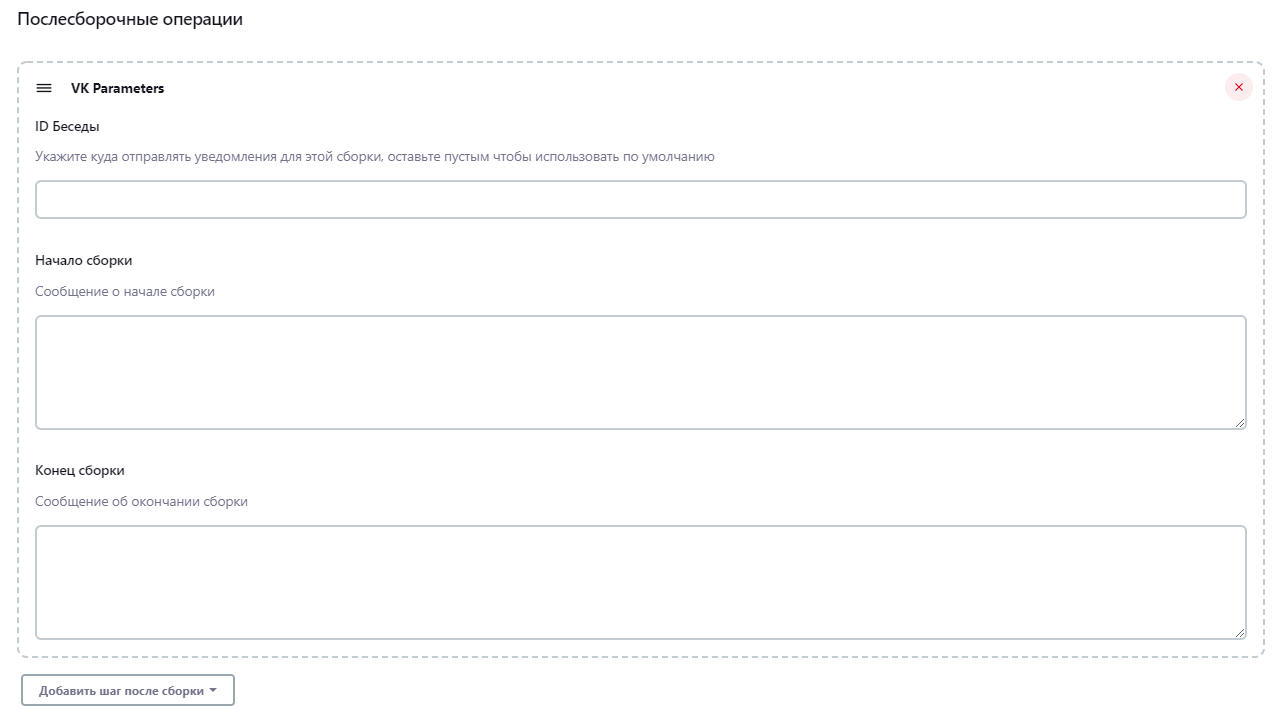 Послесборочные операции
VK Parameters
ID Беседы
Укажите куда отправлять уведомления для этой сборки, оставьте пустым чтобы использовать по умолчанию
Начало сборки
Сообщение о начале сборки
Конец сборки
Сообщение об окончании сборки
Добавить шаг после сборки